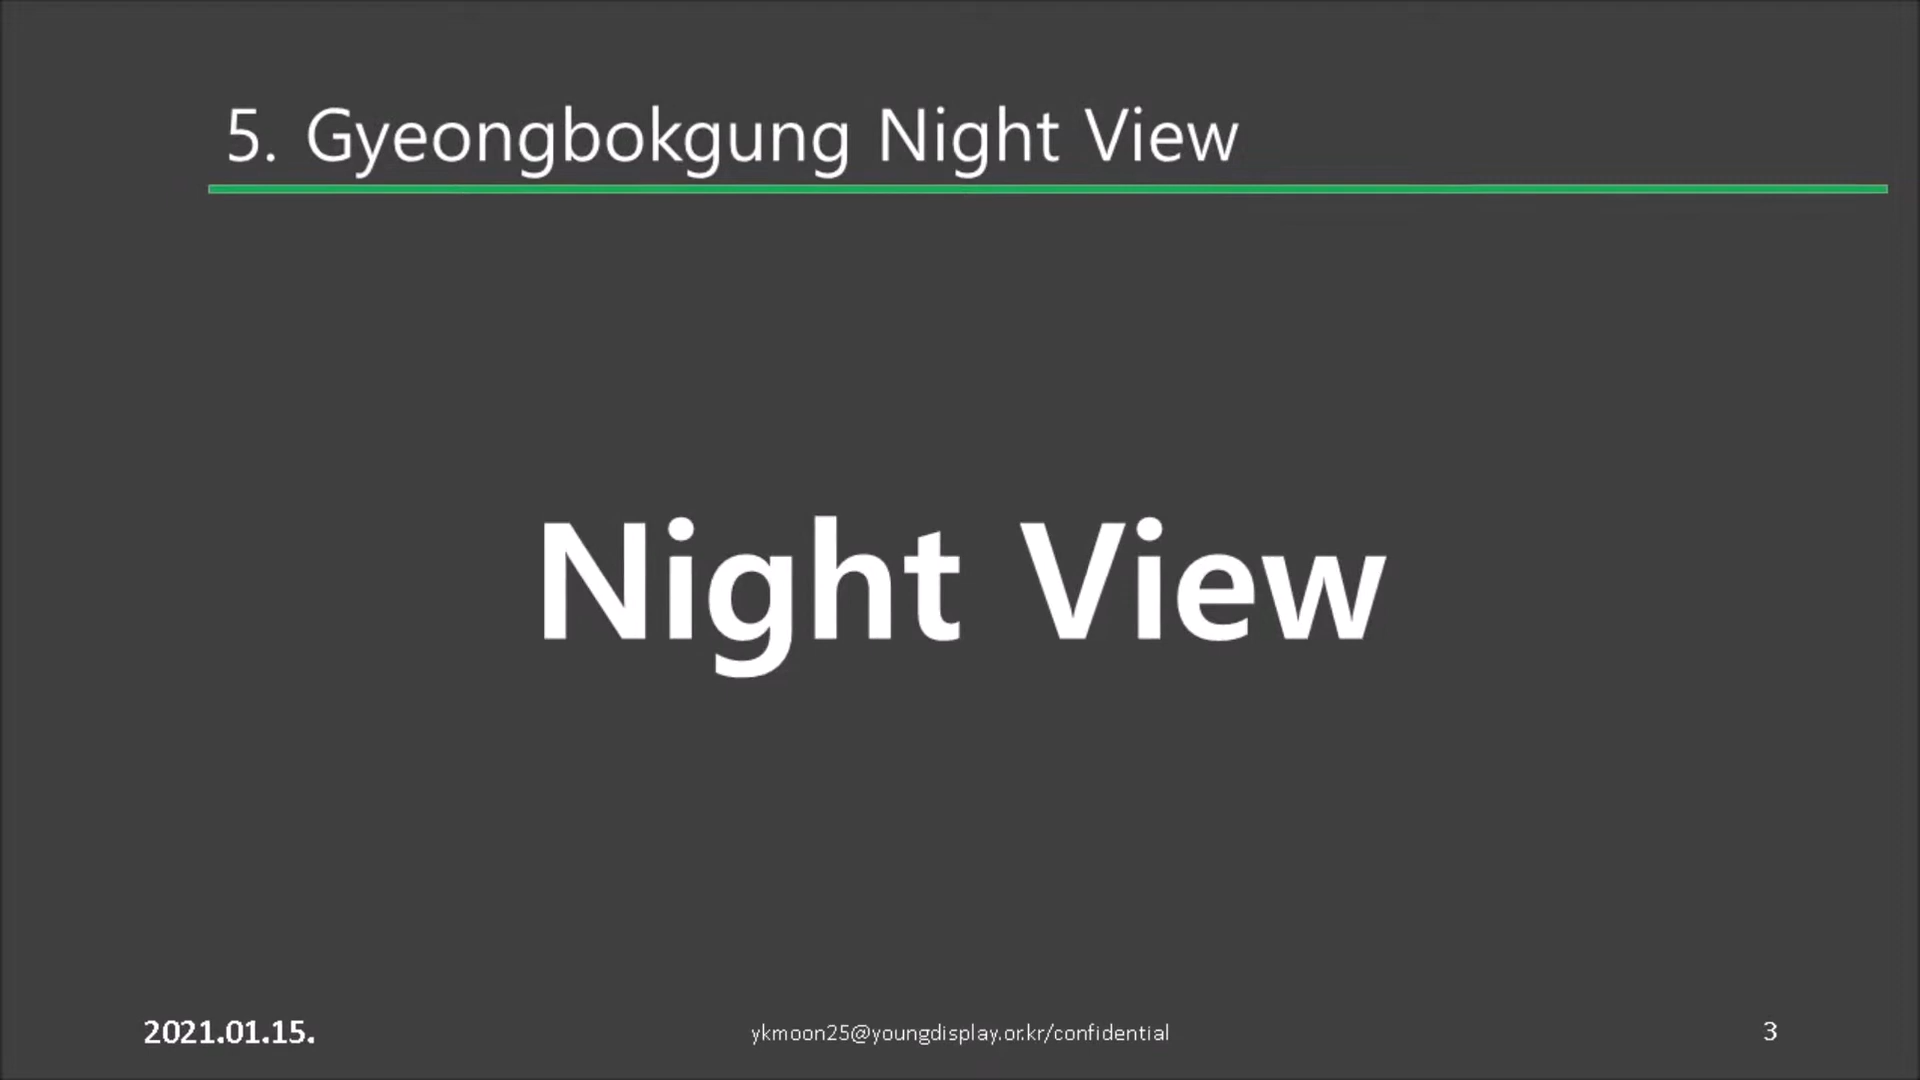 5. Gyeongbokgung Night View
Night View
2021.01.15.
ykmoon25@youngdisplay.or.kr/confidential
3